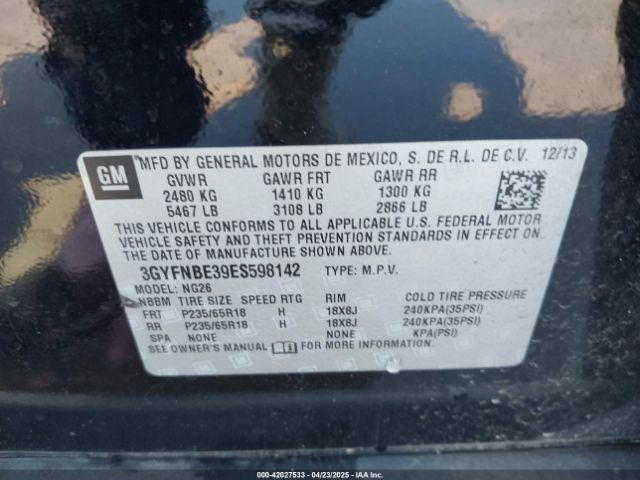 GM
MFD BY GENERAL MOTORS DE MEXICO, S. DE R.L. DE C.V. 12/13
GVWR GAWR FRT GAWR RR
2480 KG 1410 KG 1300 KG
5467 LB 3108 LB 2866 LB
THIS VEHICLE CONFORMS TO ALL APPLICABLE U.S. FEDERAL MOTOR
VEHICLE SAFETY AND THEFT PREVENTION STANDARDS IN EFFECT ON
THE DATE OF MANUFACTURE SHOWN ABOVE.
3GYFNBE39ES598142 TYPE: M.P.V.
MODEL: NG26
NBBM TIRE SIZE SPEED RTG RIM COLD TIRE PRESSURE
FRT P235/65R18 H 18X8J 240KPA(35PSI)
RR P235/65R18 H 18X8J 240KPA(35PSI)
SPA NONE NONE KPA(PSI)
SEE OWNER'S MANUAL FOR MORE INFORMATION.
000-42027533 - 04/23/2025 - IAAI.COM